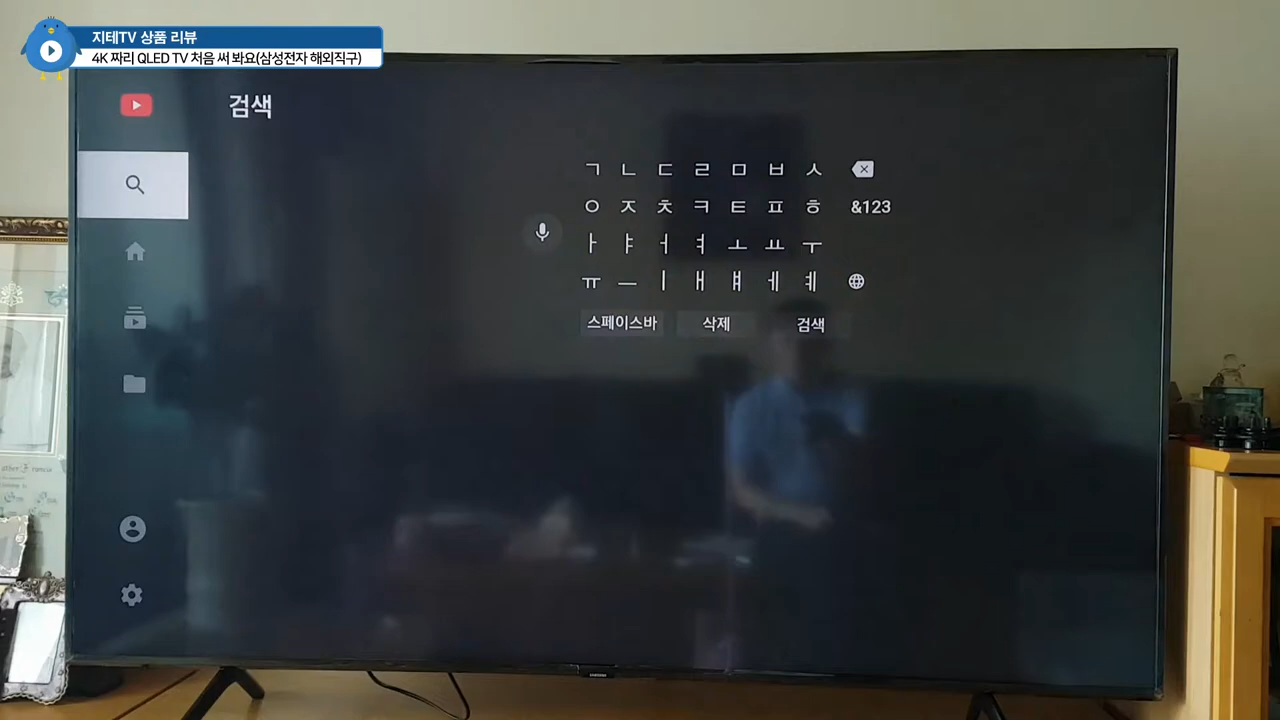 지테TV 상품 리뷰
4K 짜리 QLED TV 처음 써 봐요(삼성전자 해외직구)
검색
ㄱ ㄴ ㄷ ㄹ ㅁ ㅂ ㅅ
ㅇ ㅈ ㅊ ㅋ ㅌ ㅍ ㅎ &123
ㅏ ㅑ ㅓ ㅕ ㅗ ㅛ ㅜ
ㅠ ㅡ ㅣ ㅐ ㅒ ㅔ ㅖ
스페이스바 삭제 검색
SAMSUNG